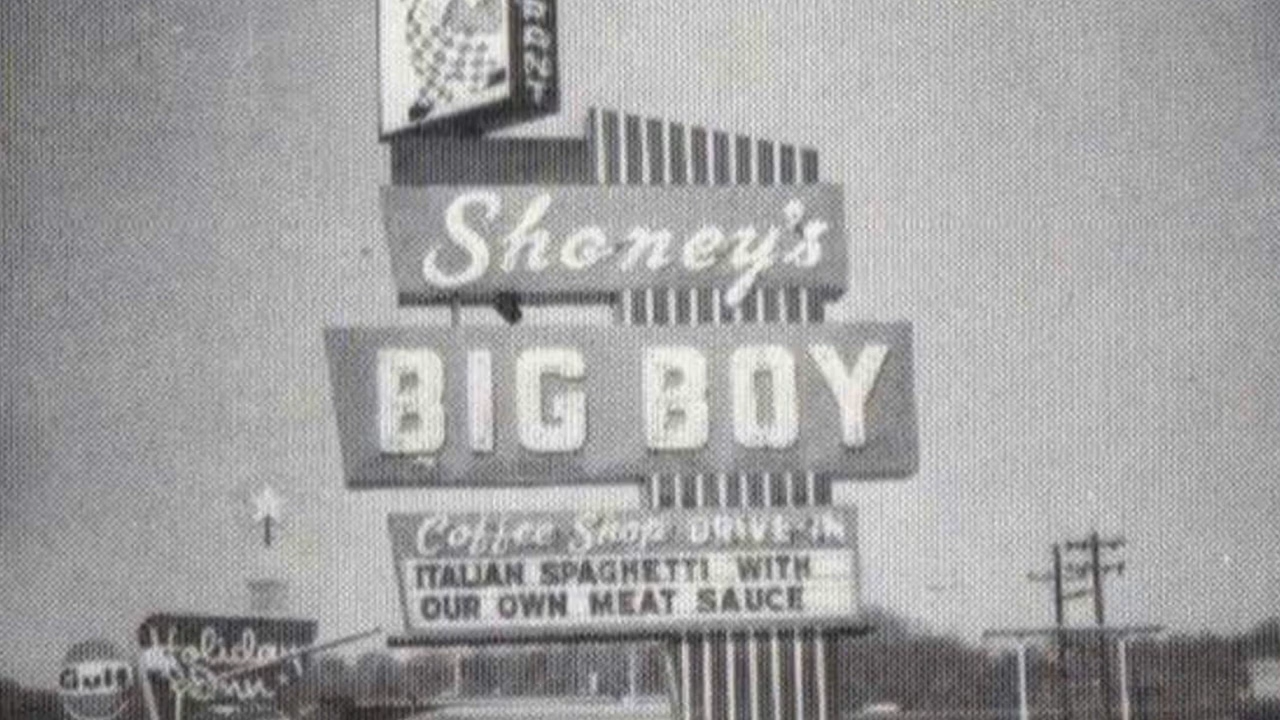 Shoney's
BIG BOY
Coffee Shop DRIVE-IN
ITALIAN SPAGHETTI WITH
OUR OWN MEAT SAUCE
Holiday
Inn
Gulf